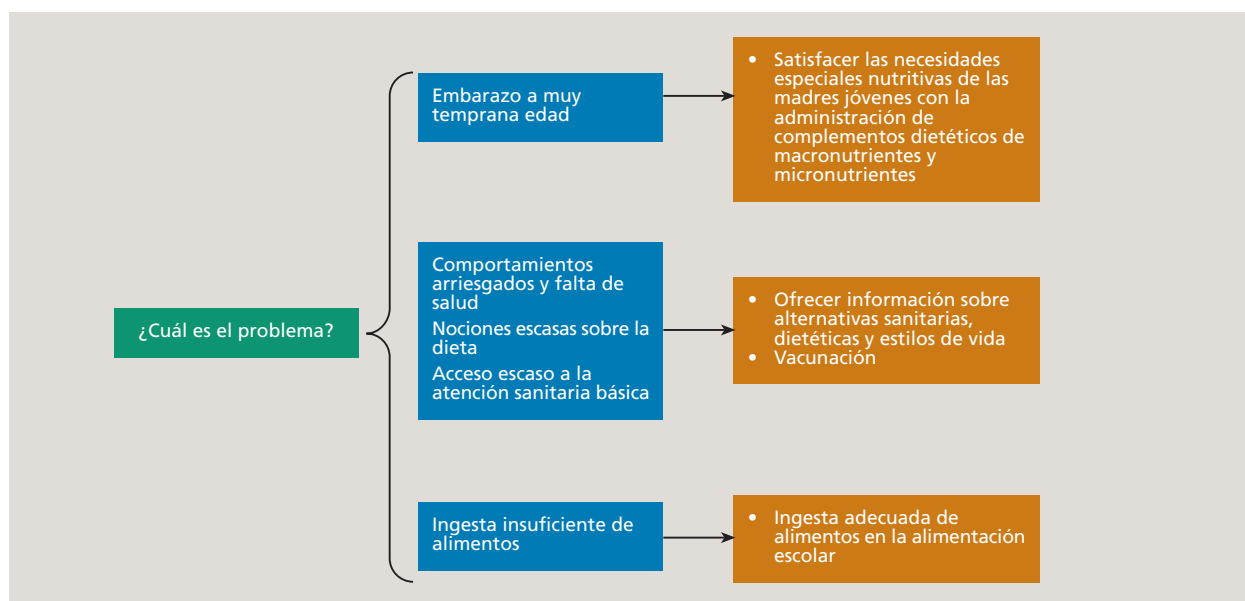 ¿Cuál es el problema?
Embarazo a muy
temprana edad
• Satisfacer las necesidades
especiales nutritivas de las
madres jóvenes con la
administración de
complementos dietéticos de
macronutrientes y
micronutrientes
Comportamientos
arriesgados y falta de
salud
Nociones escasas sobre la
dieta
Acceso escaso a la
atención sanitaria básica
• Ofrecer información sobre
alternativas sanitarias,
dietéticas y estilos de vida
• Vacunación
Ingesta insuficiente de
alimentos
• Ingesta adecuada de
alimentos en la alimentación
escolar